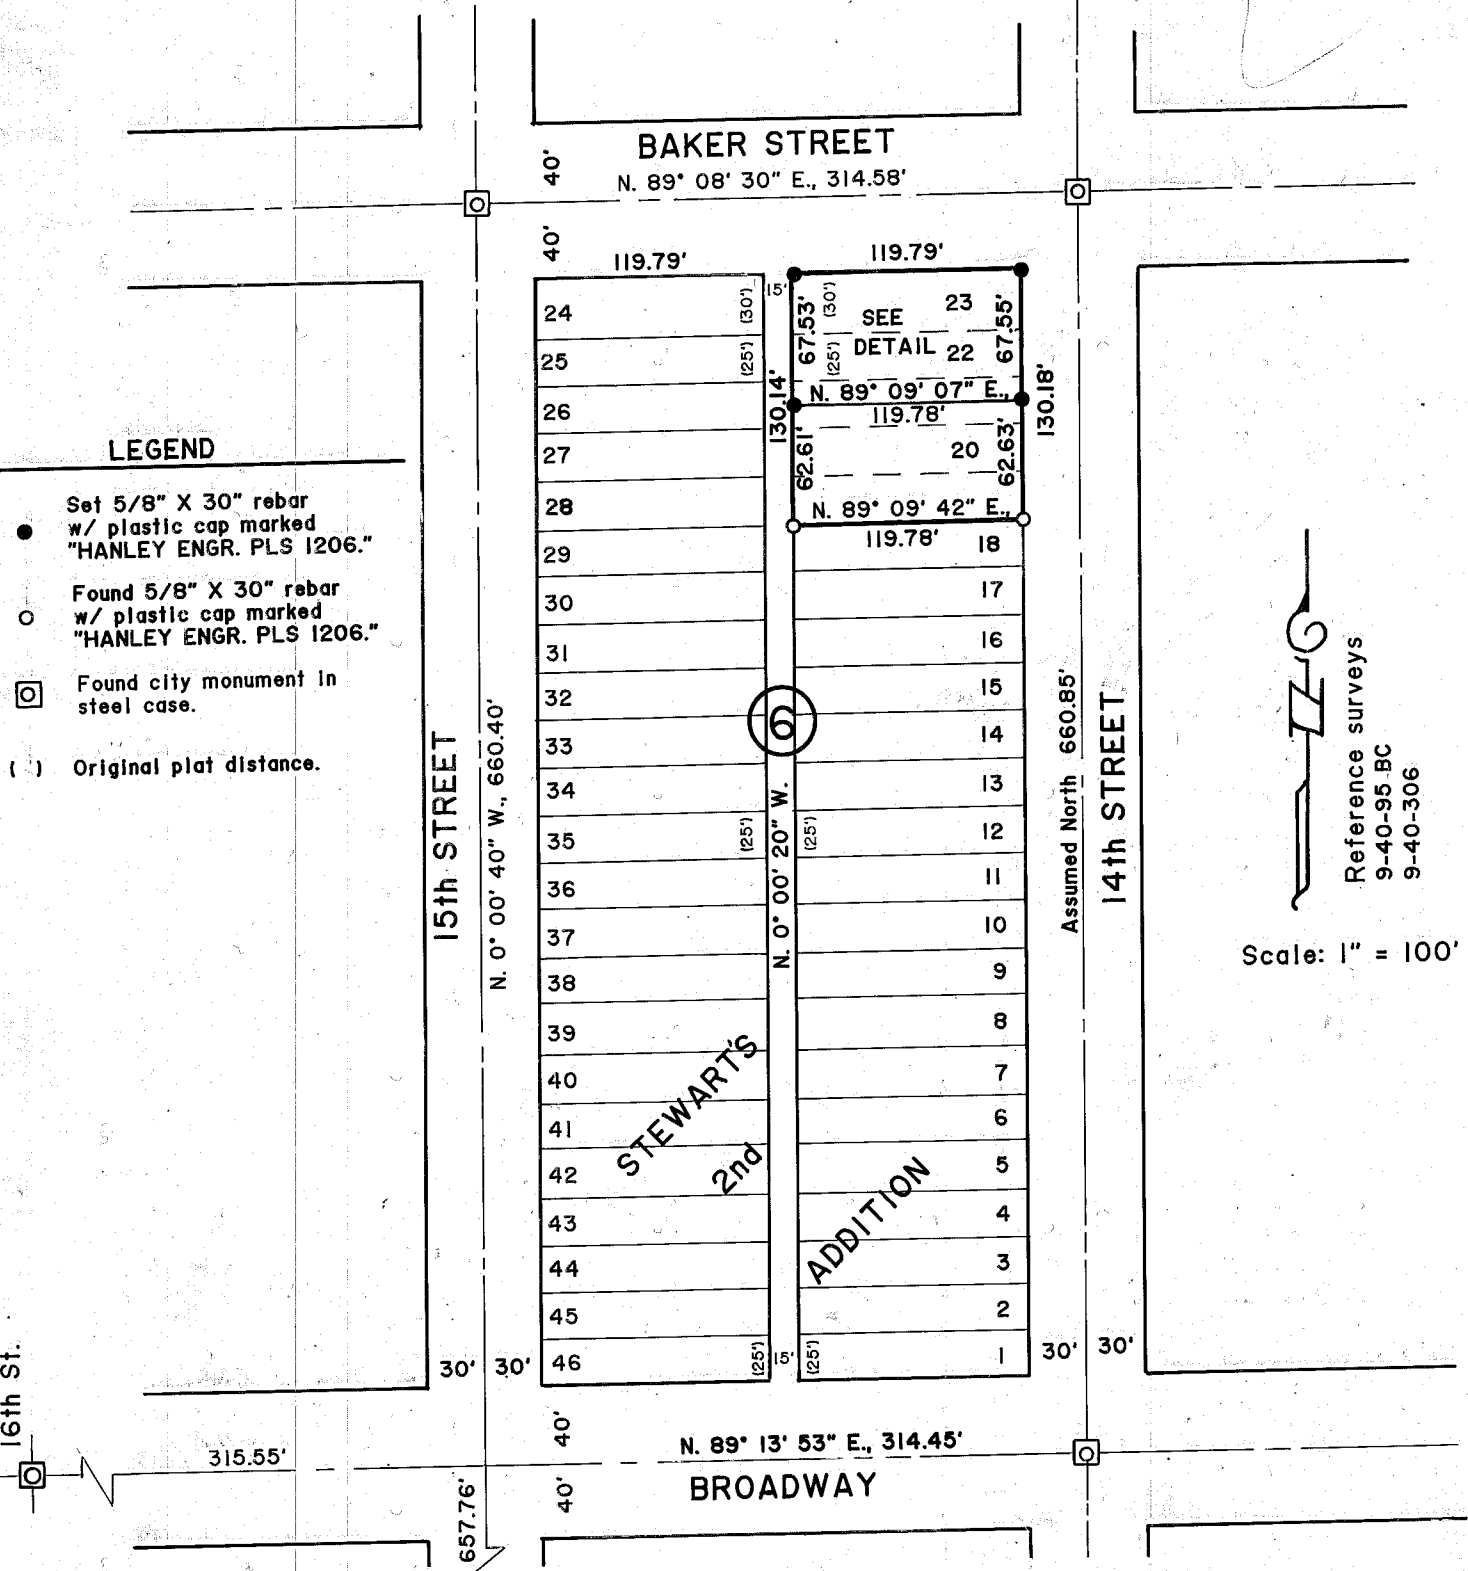 BAKER STREET
N. 89° 08' 30" E., 314.58'
40'
40'
119.79'
119.79'
24
25
26
27
28
29
30
31
32
33
34
35
36
37
38
39
40
41
42
43
44
45
46
(30')
(25')
15'
67.53'
(30')
(25')
SEE
DETAIL
23
22
67.55'
N. 89° 09' 07" E.,
119.78'
130.14'
130.18'
62.61'
20
62.63'
N. 89° 09' 42" E.,
119.78'
18
17
16
15
14
13
12
11
10
9
8
7
6
5
4
3
2
1
6
(25')
(25')
N. 0° 00' 20" W.
STEWART'S
2nd
ADDITION
(25')
15'
(25')
LEGEND
Set 5/8" X 30" rebar
w/ plastic cap marked
"HANLEY ENGR. PLS 1206."
Found 5/8" X 30" rebar
w/ plastic cap marked
"HANLEY ENGR. PLS 1206."
Found city monument in
steel case.
( ) Original plat distance.
15th STREET
N. 0° 00' 40" W., 660.40'
Assumed North 660.85'
14th STREET
N
Reference surveys
9-40-95 BC
9-40-306
Scale: 1" = 100'
30'
30'
30'
30'
16th St.
315.55'
657.76'
40'
40'
N. 89° 13' 53" E., 314.45'
BROADWAY